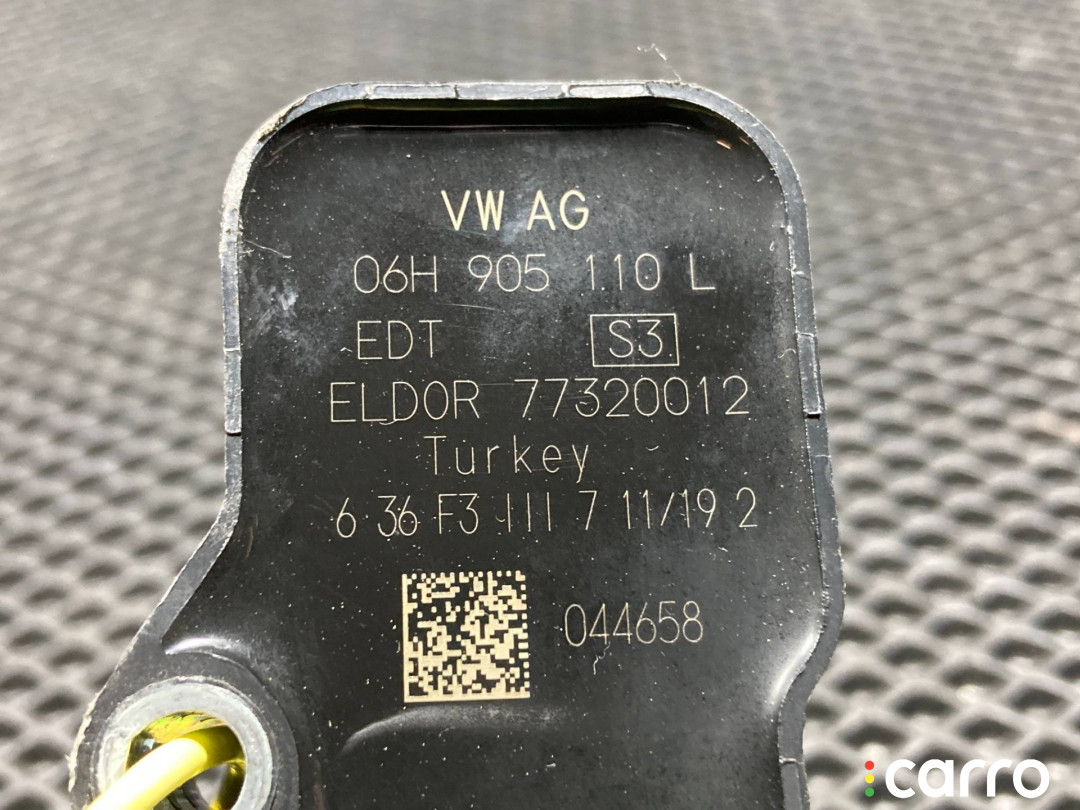 VW AG
06H 905 110 L
EDT S3
ELDOR 77320012
Turkey
6 36 F3 III 7 11/19 2
044658
carro